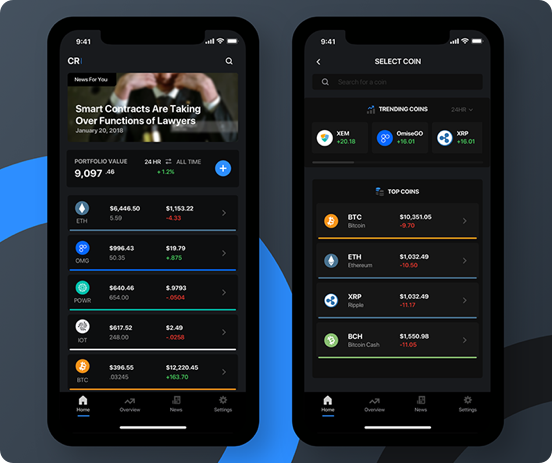 9:41
CR
News For You
Smart Contracts Are Taking
Over Functions of Lawyers
January 20, 2018
PORTFOLIO VALUE
9,097 .46
24 HR ALL TIME
+1.2%
$6,446.50 $1,153.22
ETH 5.59 -4.33
$996.43 $19.79
OMG 50.35 +.875
$640.46 $.9793
POWR 654.00 -.0504
$617.52 $2.49
IOT 248.00 -.0258
$396.55 $12,220.45
BTC .03245 +163.70
Home Overview News Settings
9:41
SELECT COIN
Search for a coin
TRENDING COINS 24HR
XEM OmiseGO XRP
+20.18 +16.01 +16.01
TOP COINS
BTC $10,351.05
Bitcoin -9.70
ETH $1,032.49
Ethereum -10.50
XRP $1,032.49
Ripple -11.17
BCH $1,550.98
Bitcoin Cash -11.05
Home Overview News Settings